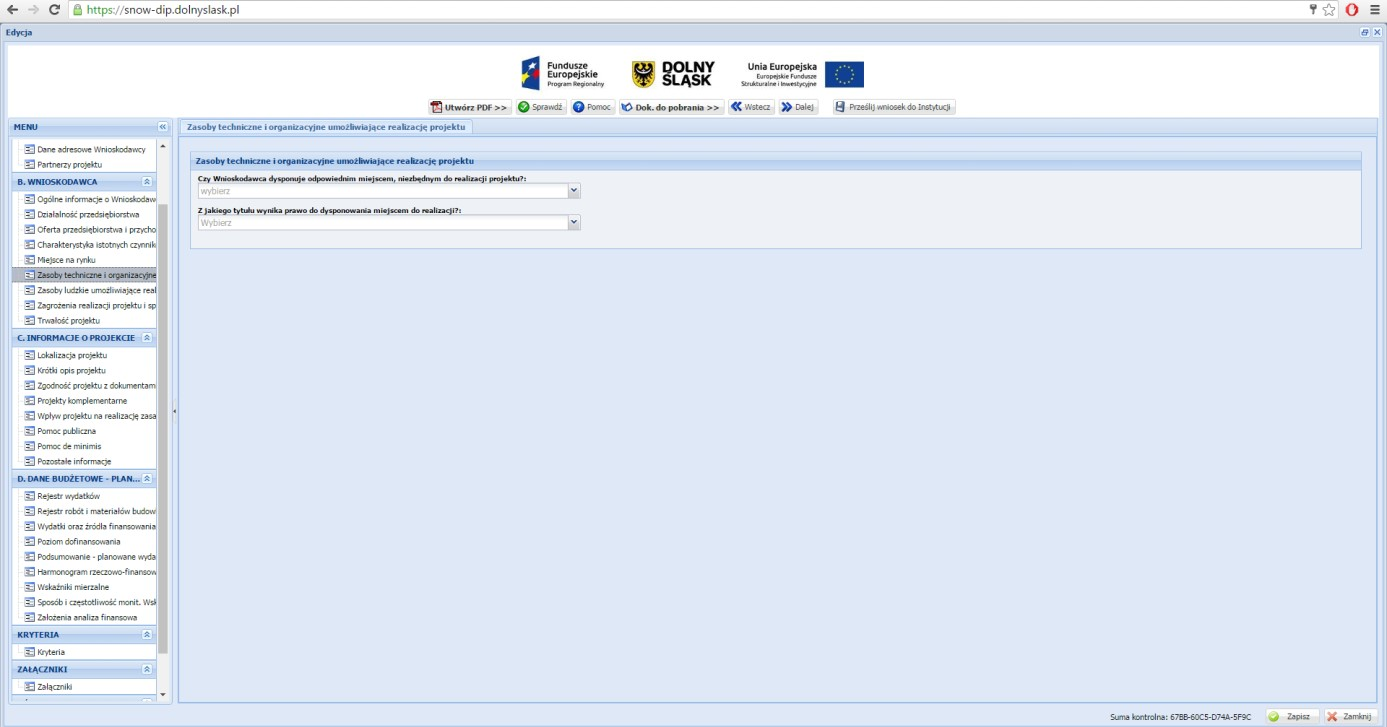 https://snow-dip.dolnyslask.pl
Edycja
Fundusze
Europejskie
Program Regionalny
DOLNY
ŚLĄSK
Unia Europejska
Europejskie Fundusze
Strukturalne i Inwestycyjne
Utwórz PDF >> Sprawdź Pomoc Dok. do pobrania >> Wstecz Dalej Prześlij wniosek do Instytucji
MENU
Zasoby techniczne i organizacyjne umożliwiające realizację projektu
Dane adresowe Wnioskodawcy
Partnerzy projektu
B. WNIOSKODAWCA
Ogólne informacje o Wnioskodaw
Działalność przedsiębiorstwa
Oferta przedsiębiorstwa i przycho
Charakterystyka istotnych czynnik
Miejsce na rynku
Zasoby techniczne i organizacyjne
Zasoby ludzkie umożliwiające real
Zagrożenia realizacji projektu i sp
Trwałość projektu
C. INFORMACJE O PROJEKCIE
Lokalizacja projektu
Krótki opis projektu
Zgodność projektu z dokumentam
Projekty komplementarne
Wpływ projektu na realizację zasa
Pomoc publiczna
Pomoc de minimis
Pozostałe informacje
D. DANE BUDŻETOWE - PLAN...
Rejestr wydatków
Rejestr robót i materiałów budow
Wydatki oraz źródła finansowania
Poziom dofinansowania
Podsumowanie - planowane wyda
Harmonogram rzeczowo-finansow
Wskaźniki mierzalne
Sposób i częstotliwość monit. Wsk
Założenia analiza finansowa
KRYTERIA
Kryteria
ZAŁĄCZNIKI
Załączniki
Zasoby techniczne i organizacyjne umożliwiające realizację projektu
Czy Wnioskodawca dysponuje odpowiednim miejscem, niezbędnym do realizacji projektu?:
wybierz
Z jakiego tytułu wynika prawo do dysponowania miejscem do realizacji?:
Wybierz
Suma kontrolna: 67BB-60C5-D74A-5F9C Zapisz Zamknij